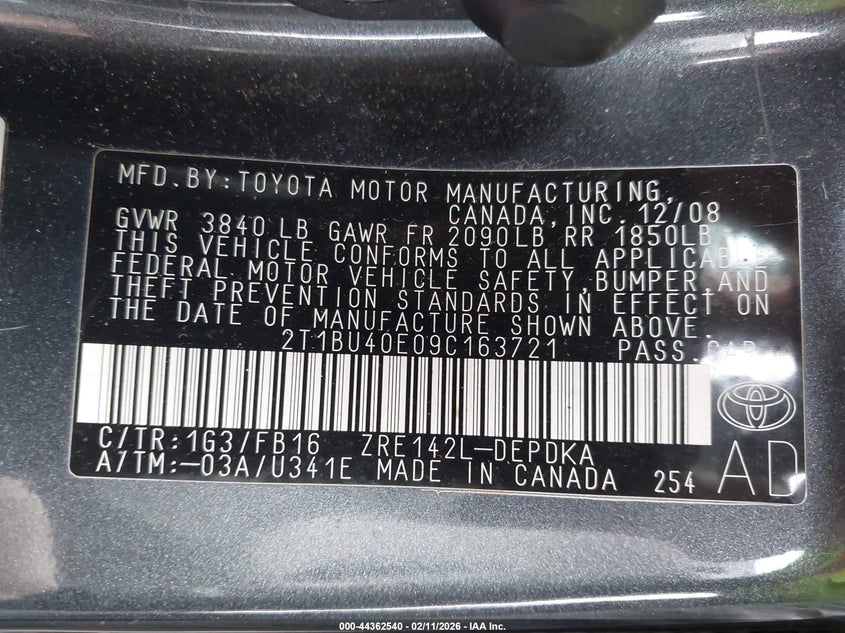 MFD.BY:TOYOTA MOTOR MANUFACTURING,
CANADA,INC. 12/08
GVWR 3840 LB GAWR FR 2090LB RR 1850LB
THIS VEHICLE CONFORMS TO ALL APPLICABLE
FEDERAL MOTOR VEHICLE SAFETY,BUMPER,AND
THEFT PREVENTION STANDARDS IN EFFECT ON
THE DATE OF MANUFACTURE SHOWN ABOVE.
2T1BU40E09C163721 PASS.CAR
C/TR:1G3/FB16 ZRE142L-DEPDKA
A/TM:-03A/U341E MADE IN CANADA 254
AD
000-44362540 - 02/11/2026 - IAA Inc.